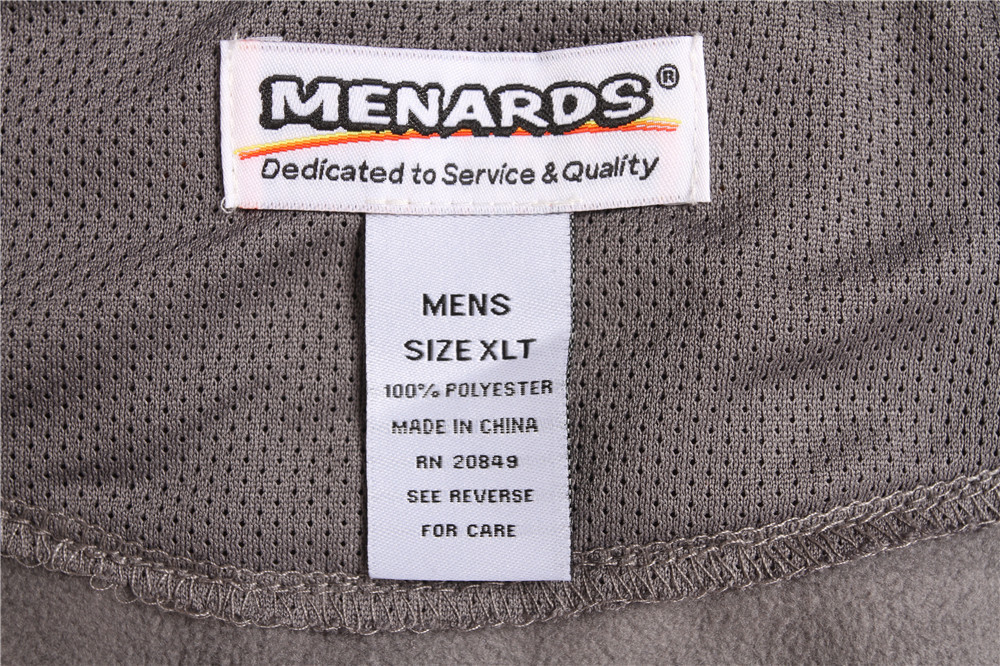 MENARDS®
Dedicated to Service & Quality
MENS
SIZE XLT
100% POLYESTER
MADE IN CHINA
RN 20849
SEE REVERSE
FOR CARE